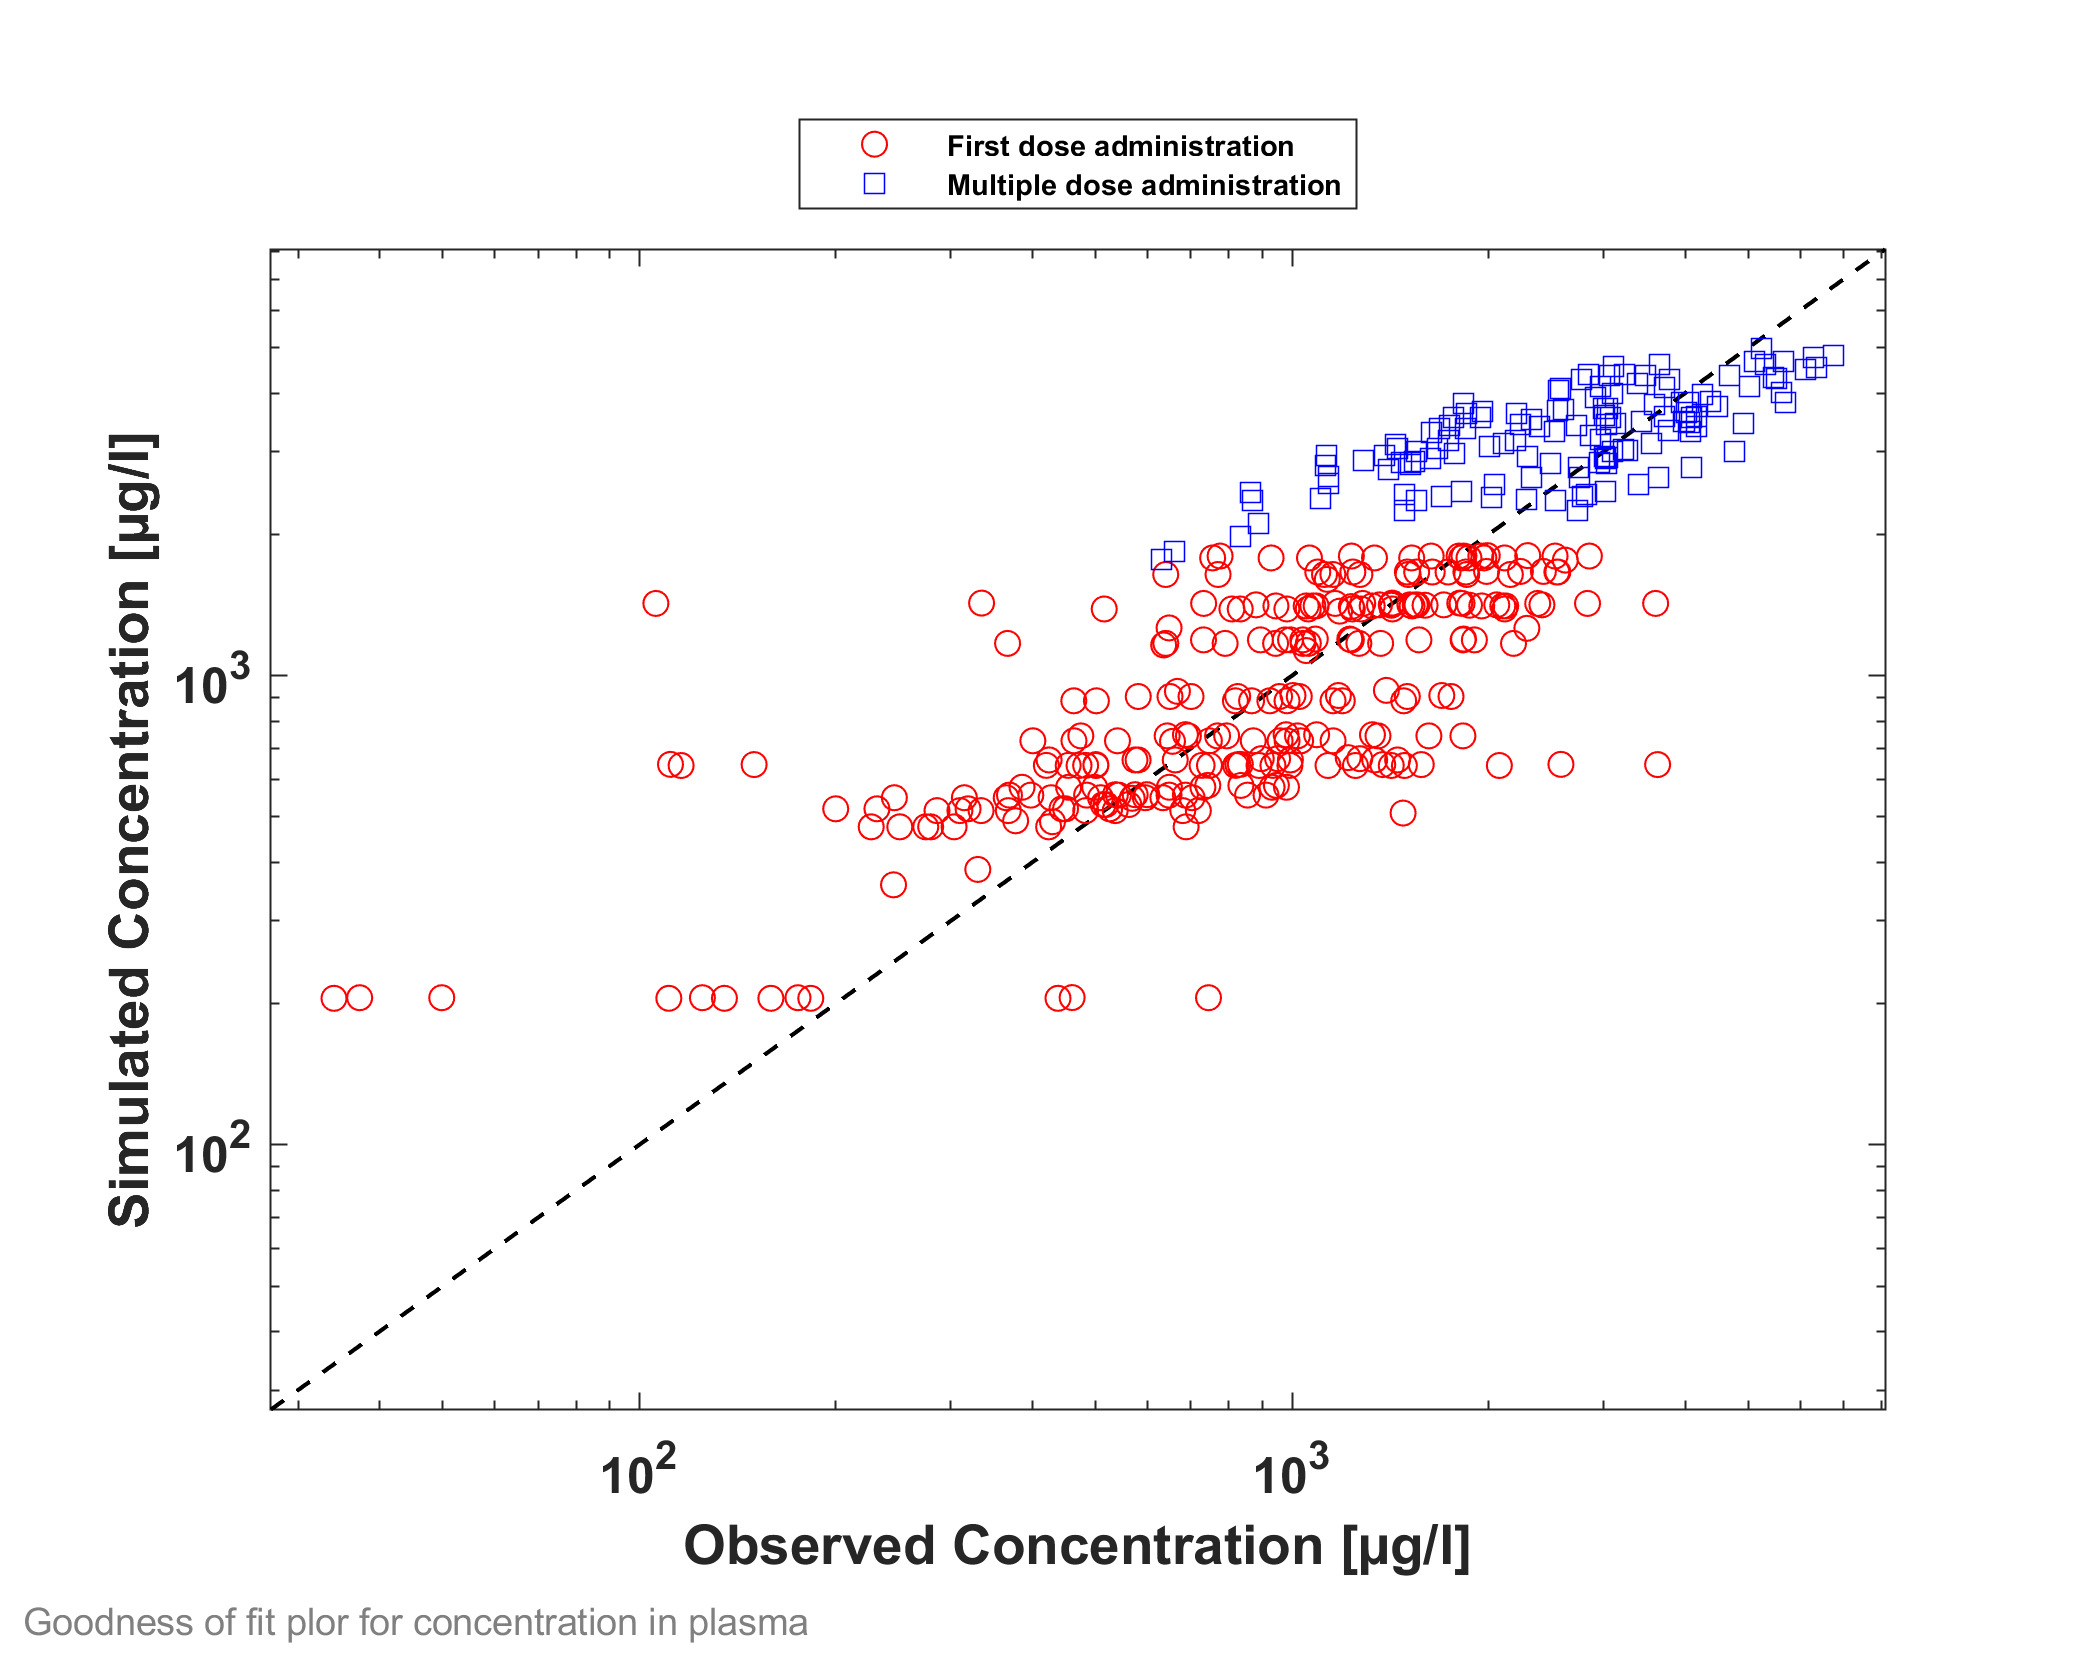 First dose administration
Multiple dose administration
Simulated Concentration [µg/l]
10^3
10^2
10^2
10^3
Observed Concentration [µg/l]
Goodness of fit plor for concentration in plasma